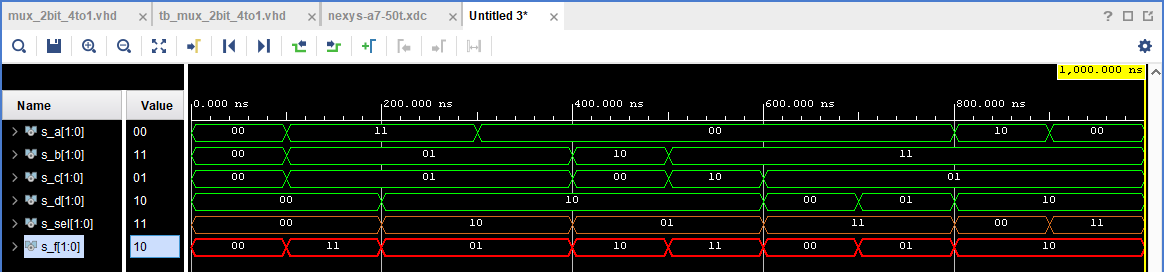 mux_2bit_4to1.vhd × tb_mux_2bit_4to1.vhd × nexys-a7-50t.xdc × Untitled 3* × ?
1,000.000 ns
0.000 ns 200.000 ns 400.000 ns 600.000 ns 800.000 ns
Name Value
s_a[1:0] 00 00 11 00 10 00
s_b[1:0] 11 00 01 10 11
s_c[1:0] 01 00 01 00 10 01
s_d[1:0] 10 00 10 00 01 10
s_sel[1:0] 11 00 10 01 11 00 11
s_f[1:0] 10 00 11 01 10 11 00 01 10